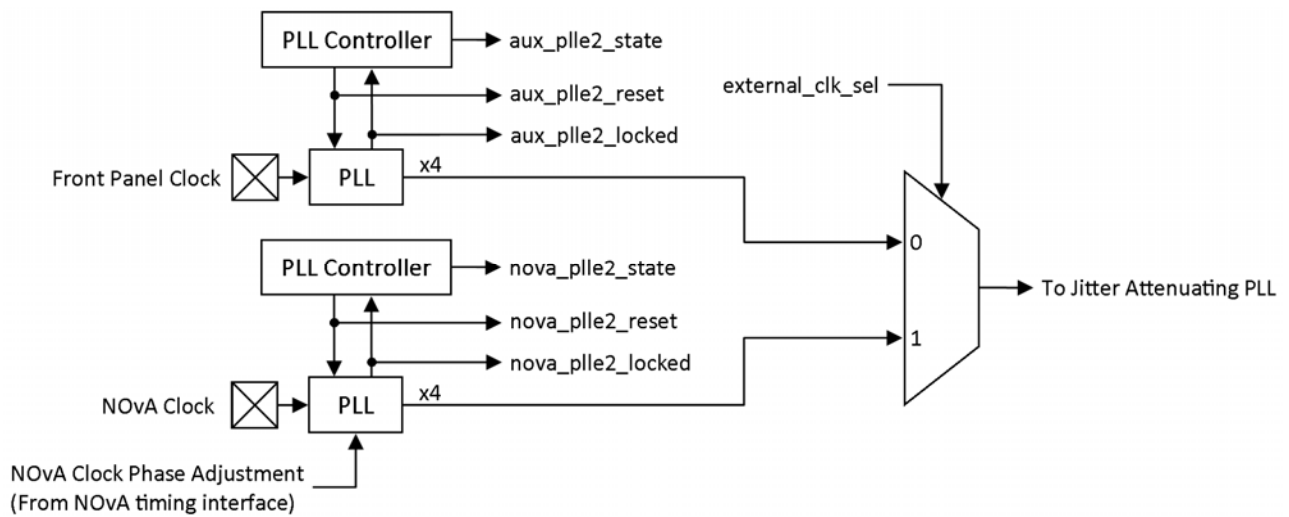 PLL Controller
aux_plle2_state
aux_plle2_reset
external_clk_sel
aux_plle2_locked
x4
Front Panel Clock
PLL
0
PLL Controller
nova_plle2_state
To Jitter Attenuating PLL
nova_plle2_reset
1
nova_plle2_locked
x4
NOvA Clock
PLL
NOvA Clock Phase Adjustment
(From NOvA timing interface)